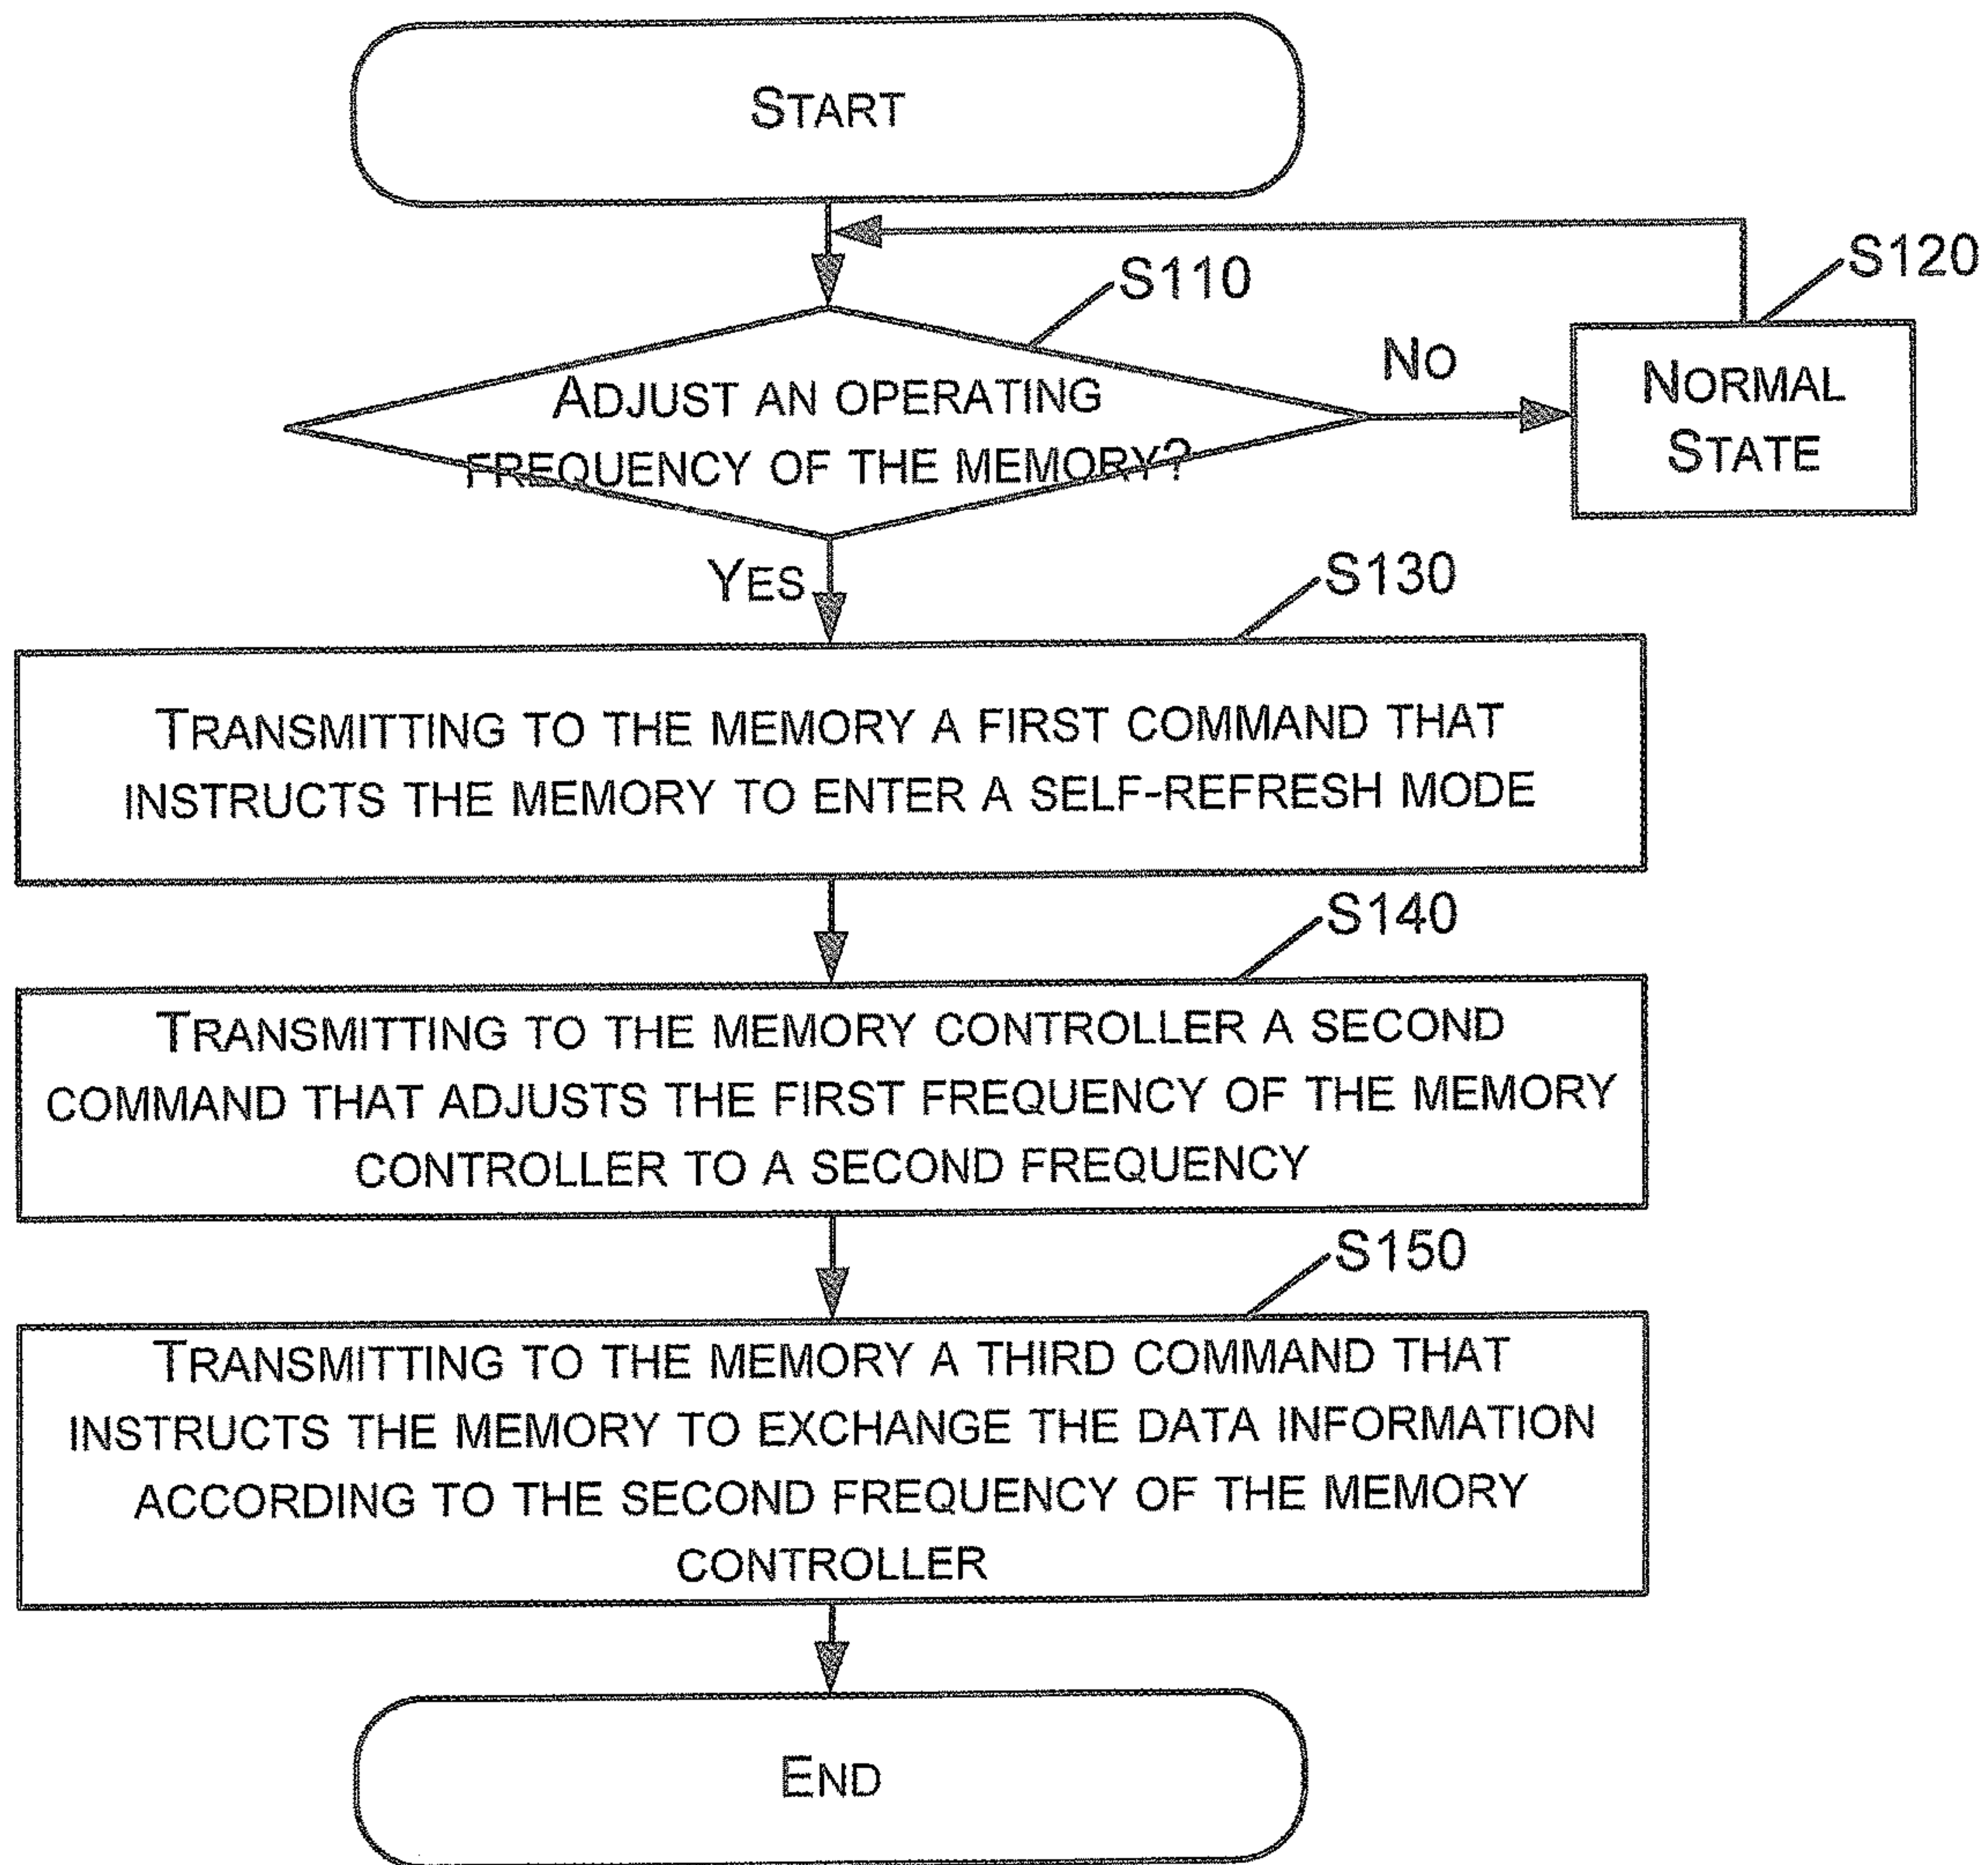 START
S110
S120
ADJUST AN OPERATING
FREQUENCY OF THE MEMORY?
NO
NORMAL
STATE
YES
S130
TRANSMITTING TO THE MEMORY A FIRST COMMAND THAT
INSTRUCTS THE MEMORY TO ENTER A SELF-REFRESH MODE
S140
TRANSMITTING TO THE MEMORY CONTROLLER A SECOND
COMMAND THAT ADJUSTS THE FIRST FREQUENCY OF THE MEMORY
CONTROLLER TO A SECOND FREQUENCY
S150
TRANSMITTING TO THE MEMORY A THIRD COMMAND THAT
INSTRUCTS THE MEMORY TO EXCHANGE THE DATA INFORMATION
ACCORDING TO THE SECOND FREQUENCY OF THE MEMORY
CONTROLLER
END